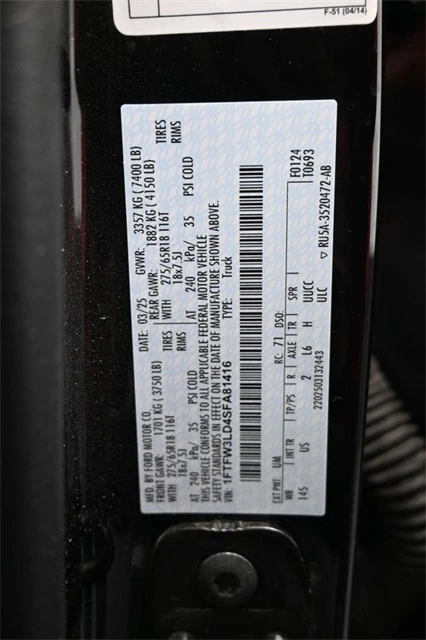 F-51 (04/14)
MFD. BY FORD MOTOR CO. DATE: 03/25 GVWR: 3357 KG ( 7400 LB)
FRONT GAWR: 1701 KG ( 3750 LB) REAR GAWR: 1882 KG ( 4150 LB)
WITH 275/65R18 116T WITH 275/65R18 116T TIRES
18x7.5J 18x7.5J RIMS
AT 240 kPa/ 35 PSI COLD AT 240 kPa/ 35 PSI COLD
THIS VEHICLE CONFORMS TO ALL APPLICABLE FEDERAL MOTOR VEHICLE
SAFETY STANDARDS IN EFFECT ON THE DATE OF MANUFACTURE SHOWN ABOVE.
VIN: 1FTFW3LD4SFA81416 TYPE: Truck
F0124
T0693
EXT PNT: UM RC: 71 DSO:
WB INT TR TP/PS R AXLE TR SPR
145 US 2 L6 H UUCC
ULC
2202503132443 RU5A-3520472-AB